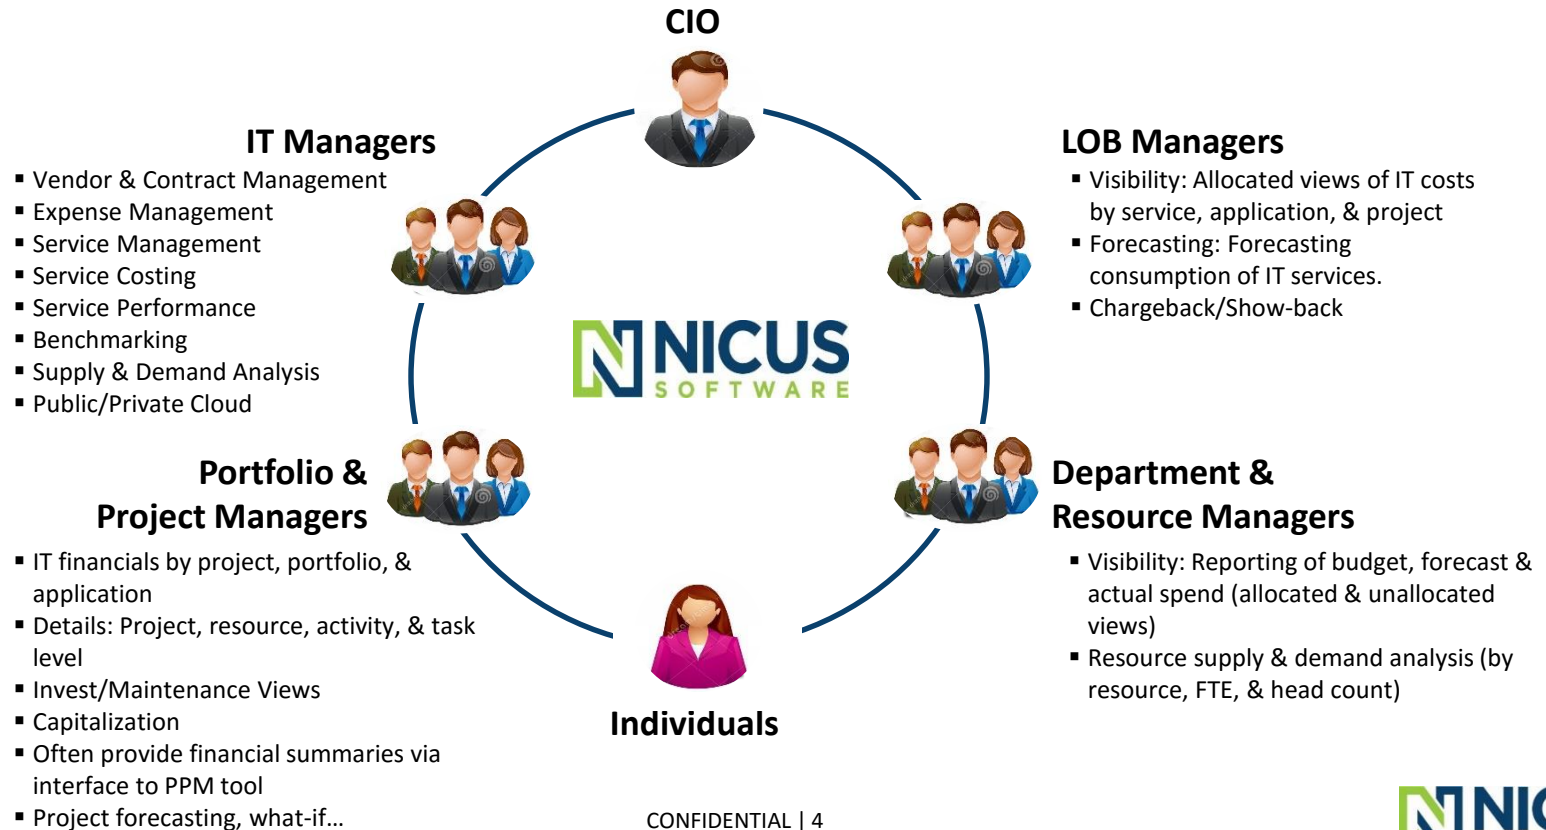 CIO
IT Managers
▪ Vendor & Contract Management
▪ Expense Management
▪ Service Management
▪ Service Costing
▪ Service Performance
▪ Benchmarking
▪ Supply & Demand Analysis
▪ Public/Private Cloud
LOB Managers
▪ Visibility: Allocated views of IT costs
by service, application, & project
▪ Forecasting: Forecasting
consumption of IT services.
▪ Chargeback/Show-back
NICUS
SOFTWARE
Portfolio &
Project Managers
▪ IT financials by project, portfolio, &
application
▪ Details: Project, resource, activity, & task
level
▪ Invest/Maintenance Views
▪ Capitalization
▪ Often provide financial summaries via
interface to PPM tool
▪ Project forecasting, what-if…
Department &
Resource Managers
▪ Visibility: Reporting of budget, forecast &
actual spend (allocated & unallocated
views)
▪ Resource supply & demand analysis (by
resource, FTE, & head count)
Individuals
CONFIDENTIAL | 4